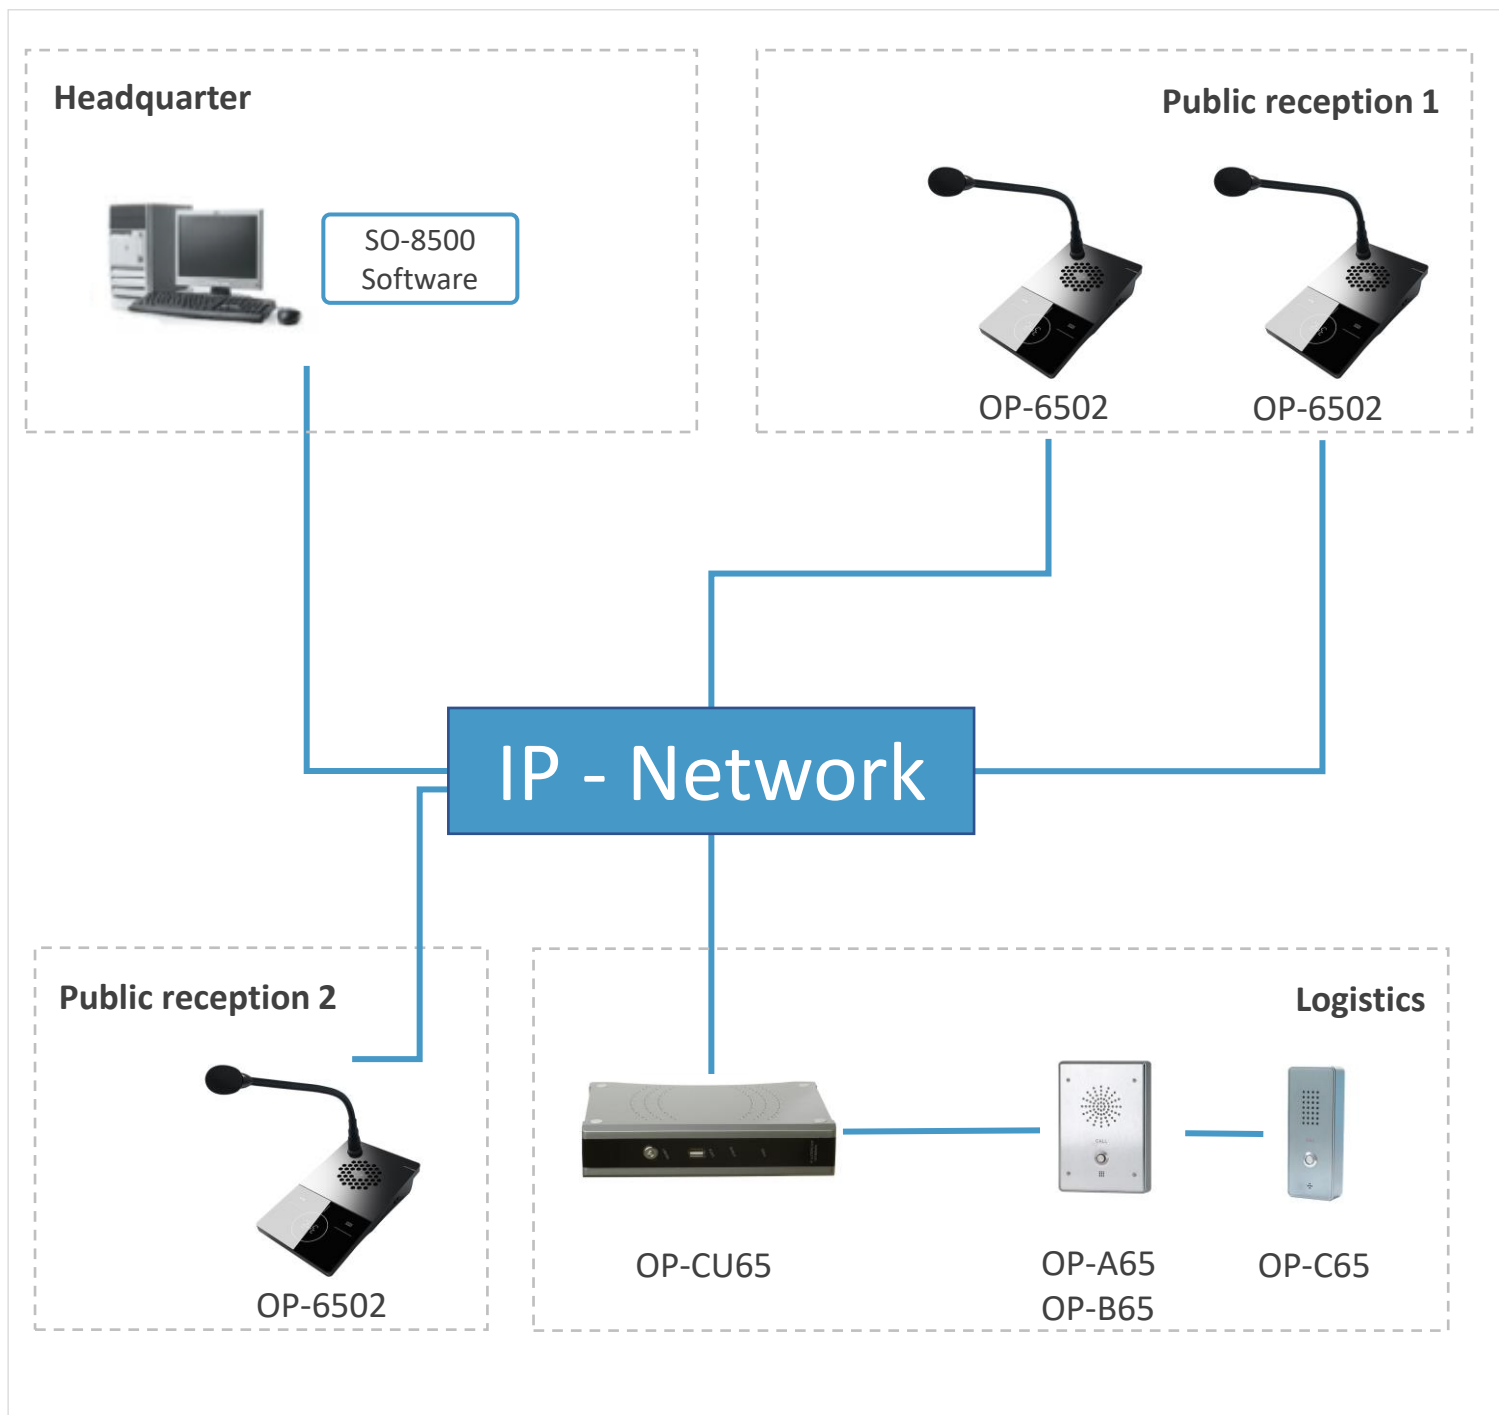 Headquarter
SO-8500
Software
Public reception 1
OP-6502
OP-6502
IP - Network
Public reception 2
OP-6502
Logistics
CALL
OP-CU65
OP-A65
OP-B65
OP-C65